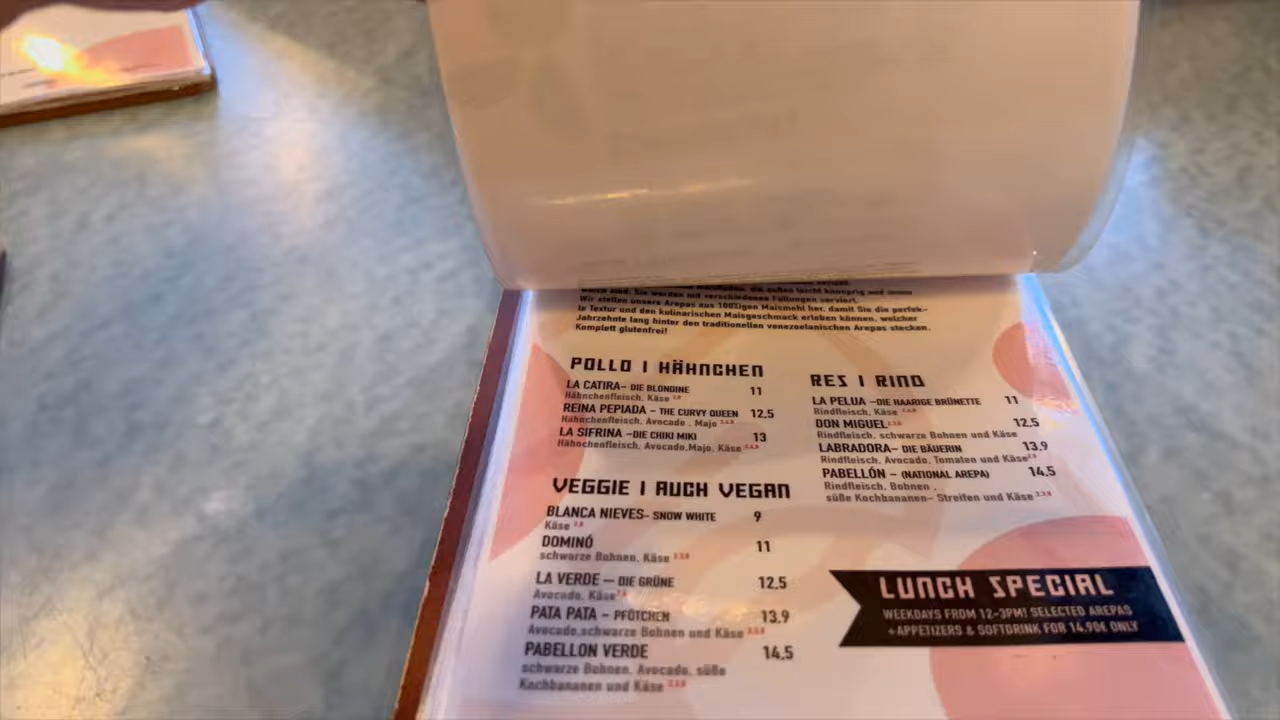 Wir stellen unsere Arepas aus 100%igen Maismehl her, damit Sie die perfek-
te Textur und den kulinarischen Maisgeschmack erleben können, welcher
Jahrzehnte lang hinter den traditionellen venezolanischen Arepas stecken.
Komplett glutenfrei!
POLLO | HÄHNCHEN
LA CATIRA– DIE BLONDINE 11
Hähnchenfleisch, Käse
REINA PEPIADA – THE CURVY QUEEN 12.5
Hähnchenfleisch, Avocado , Majo
LA SIFRINA –DIE CHIKI MIKI 13
Hähnchenfleisch, Avocado,Majo, Käse
VEGGIE | AUCH VEGAN
BLANCA NIEVES– SNOW WHITE 9
Käse
DOMINÓ 11
schwarze Bohnen, Käse
LA VERDE – DIE GRÜNE 12.5
Avocado, Käse
PATA PATA – PFÖTCHEN 13.9
Avocado,schwarze Bohnen und Käse
PABELLON VERDE 14.5
schwarze Bohnen, Avocado, süße
Kochbananen und Käse
RES | RIND
LA PELUA –DIE HAARIGE BRÜNETTE 11
Rindfleisch, Käse
DON MIGUEL 12.5
Rindfleisch, schwarze Bohnen und Käse
LABRADORA– DIE BÄUERIN 13.9
Rindfleisch, Avocado, Tomaten und Käse
PABELLÓN – (NATIONAL AREPA) 14.5
Rindfleisch, Bohnen ,
süße Kochbananen– Streifen und Käse
LUNCH SPECIAL
WEEKDAYS FROM 12-3PM! SELECTED AREPAS
+APPETIZERS & SOFTDRINK FOR 14.90€ ONLY